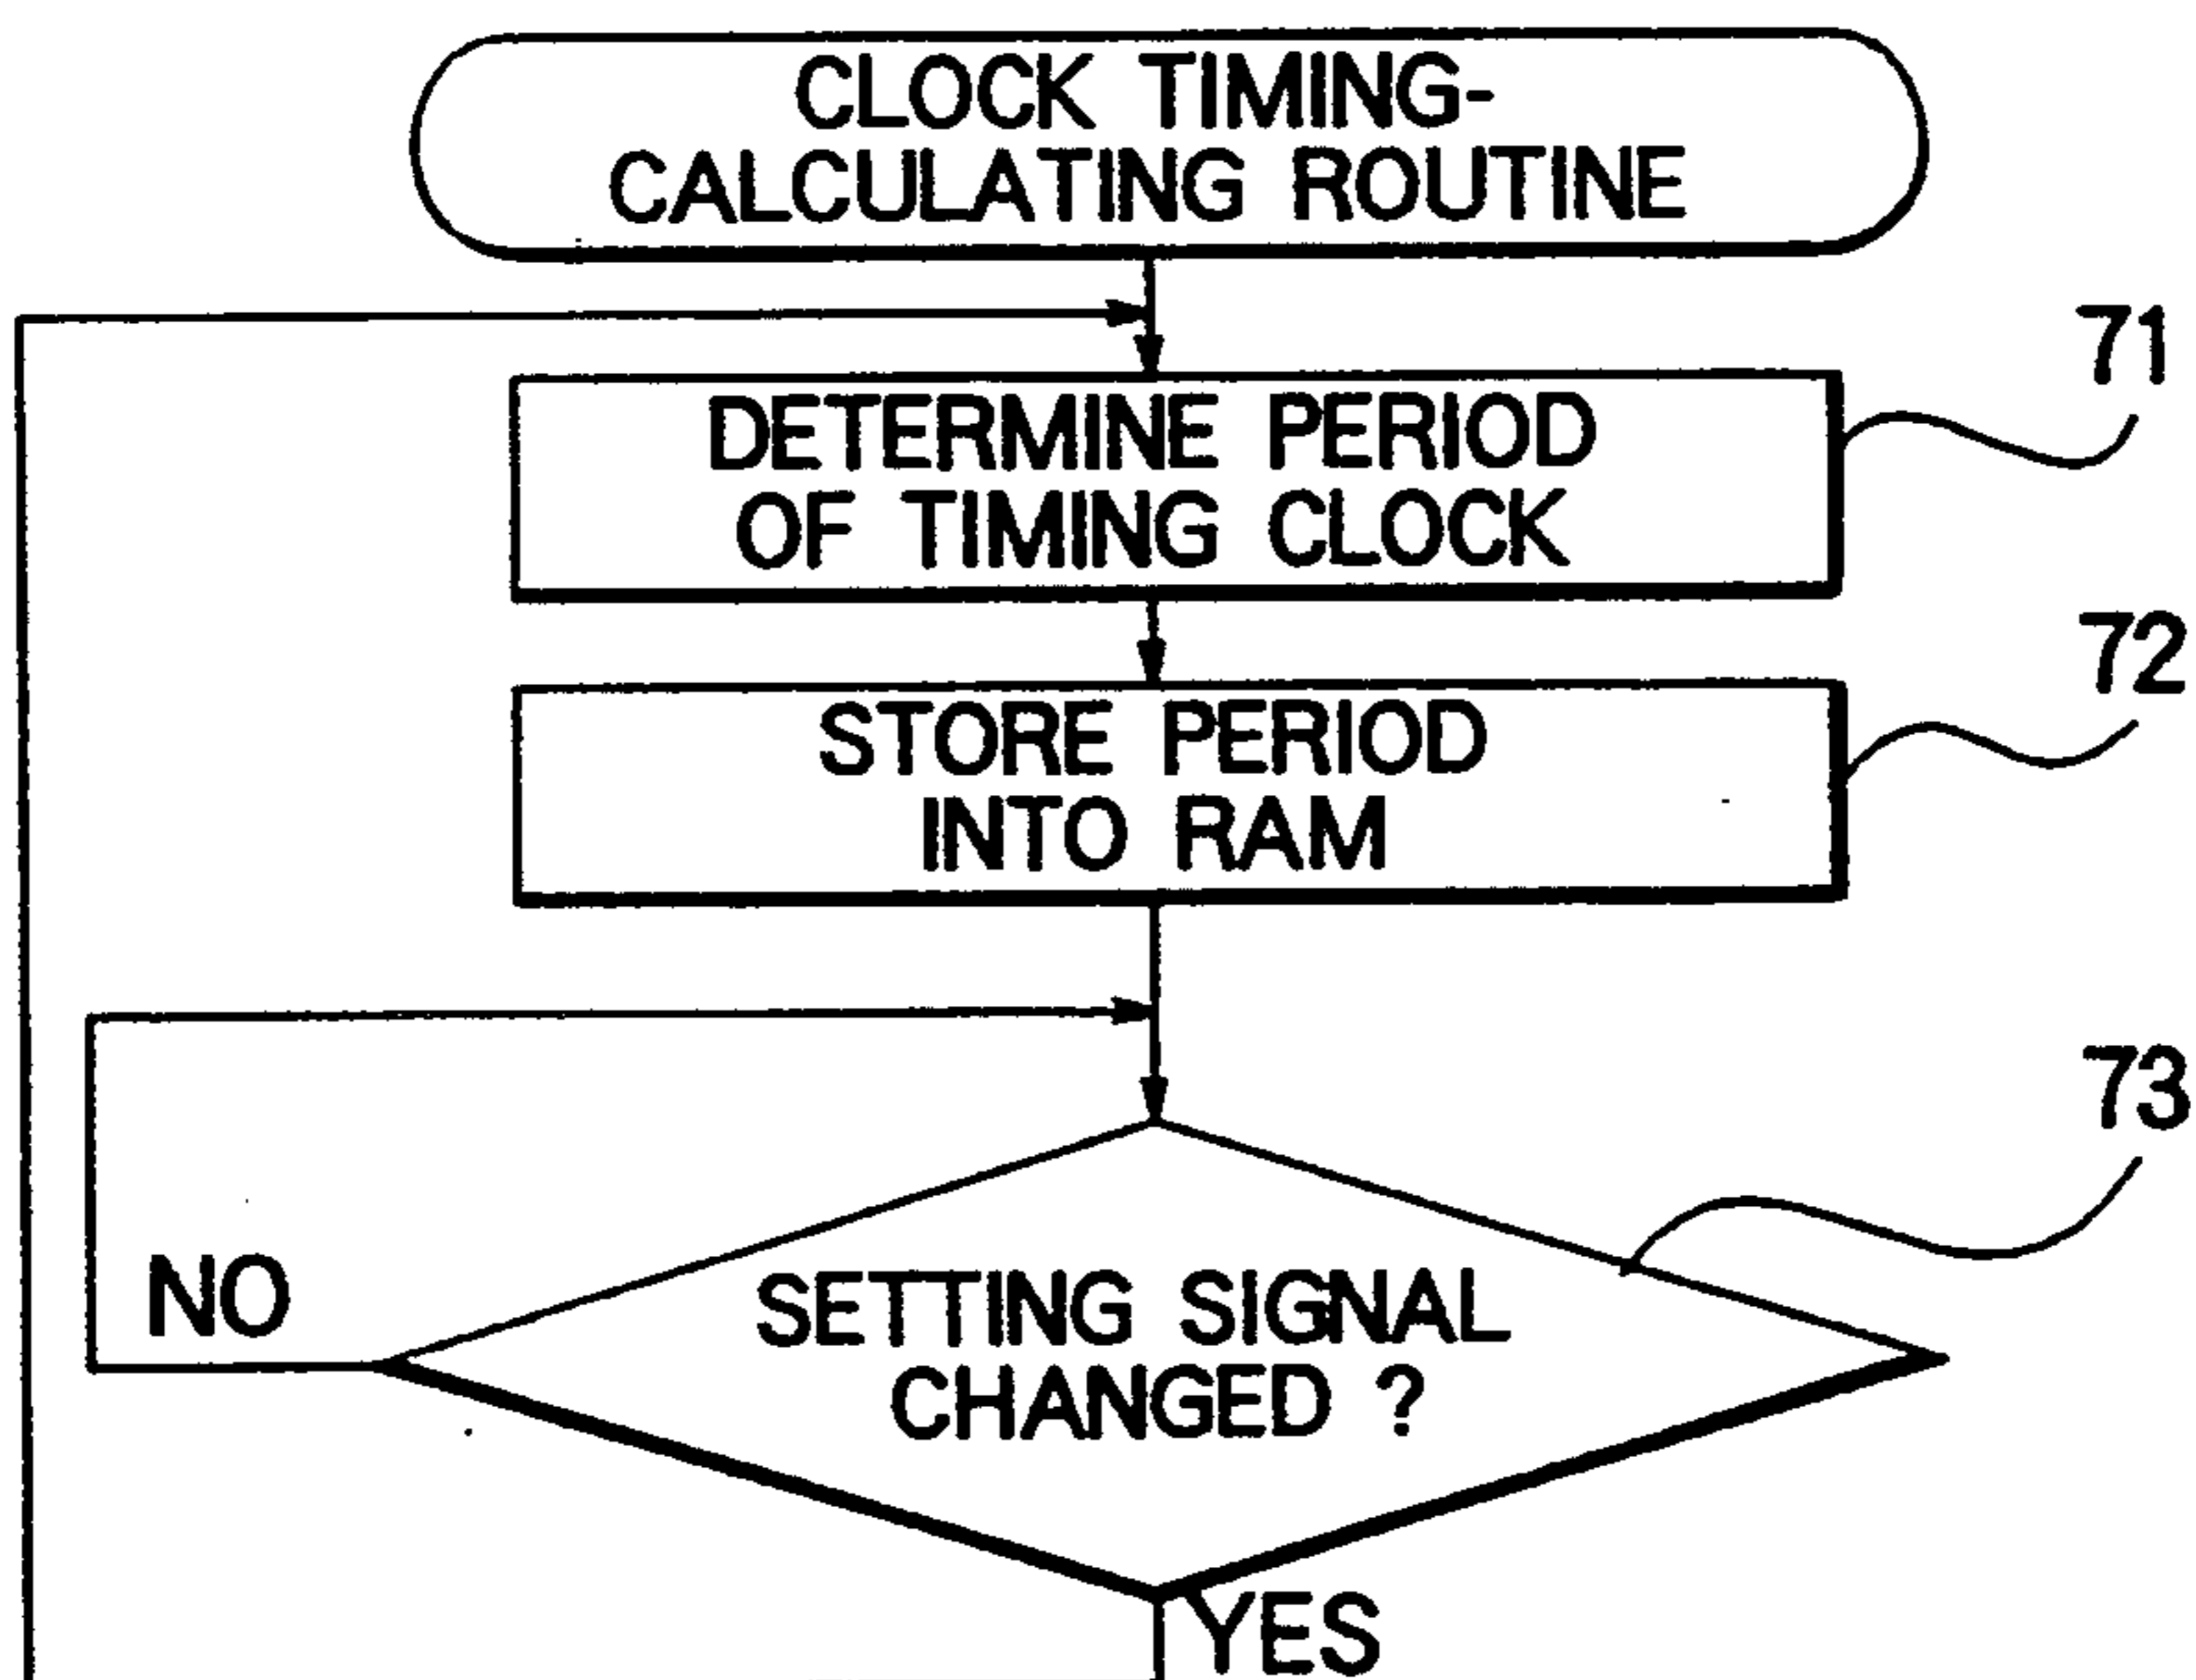 CLOCK TIMING-
CALCULATING ROUTINE
71
DETERMINE PERIOD
OF TIMING CLOCK
72
STORE PERIOD
INTO RAM
73
NO
SETTING SIGNAL
CHANGED ?
YES